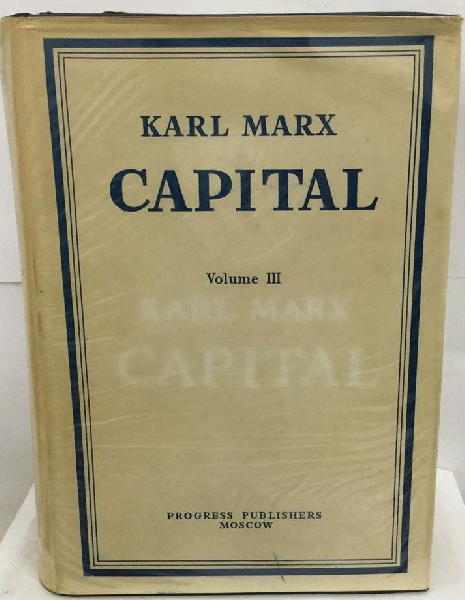 KARL MARX
CAPITAL
Volume III
KARL MARX
CAPITAL
PROGRESS PUBLISHERS
MOSCOW